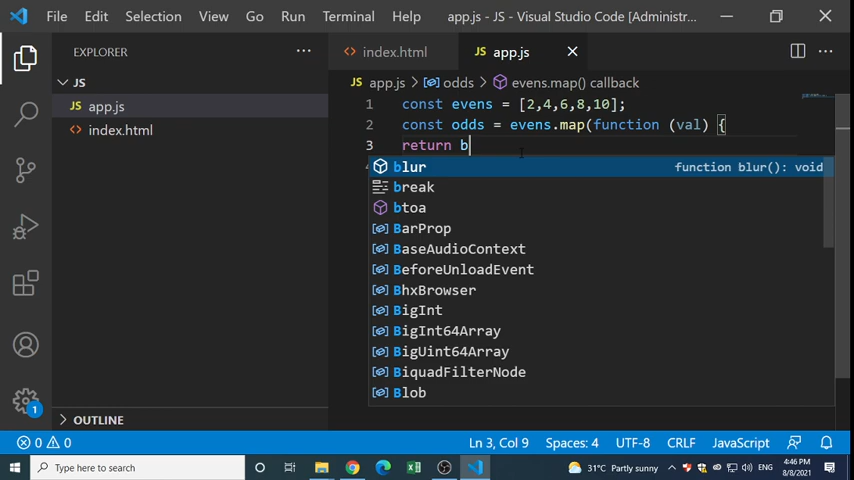 File Edit Selection View Go Run Terminal Help app.js - JS - Visual Studio Code [Administr...
EXPLORER
JS
app.js
index.html
OUTLINE
index.html JS app.js
JS app.js > odds > evens.map() callback
1 const evens = [2,4,6,8,10];
2 const odds = evens.map(function (val) {
3 return b
blur function blur(): void
break
btoa
BarProp
BaseAudioContext
BeforeUnloadEvent
BhxBrowser
BigInt
BigInt64Array
BigUint64Array
BiquadFilterNode
Blob
1
0 0 Ln 3, Col 9 Spaces: 4 UTF-8 CRLF JavaScript
Type here to search 31°C Partly sunny ENG 4:46 PM
8/8/2021